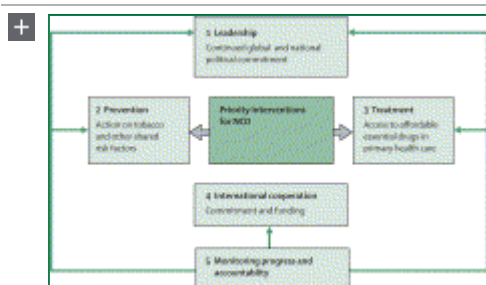 1 Leadership
Continued global and national
political commitment
2 Prevention
Action on tobacco
and other shared
risk factors
Priority interventions
for NCD
3 Treatment
Access to affordable
essential drugs in
primary health care
4 International cooperation
Commitment and funding
5 Monitoring progress and
accountability